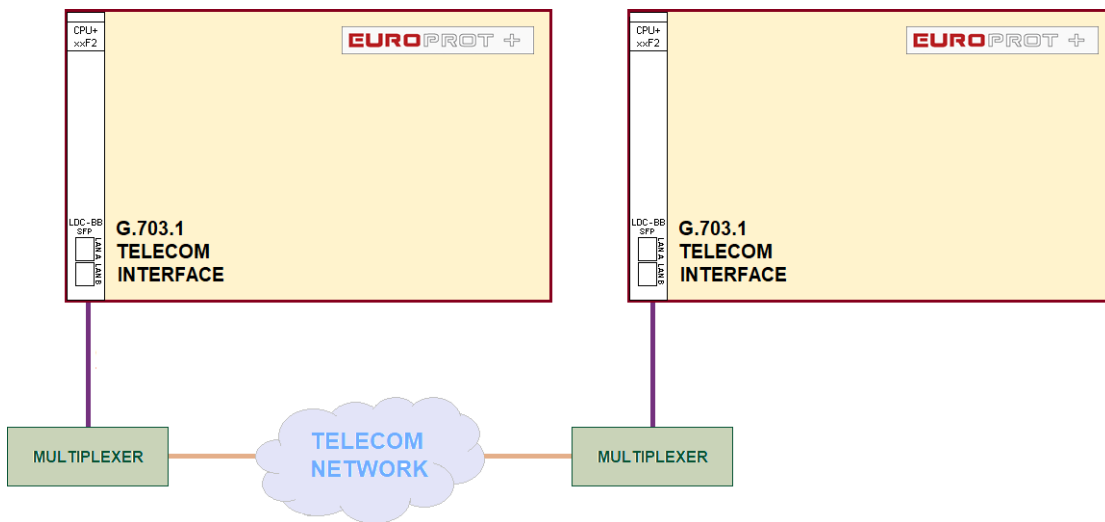 CPU+
xxF2
EUROPROT +
LDC-BB
SFP
LAN A LAN B
G.703.1
TELECOM
INTERFACE
CPU+
xxF2
EUROPROT +
LDC-BB
SFP
LAN A LAN B
G.703.1
TELECOM
INTERFACE
MULTIPLEXER
TELECOM
NETWORK
MULTIPLEXER